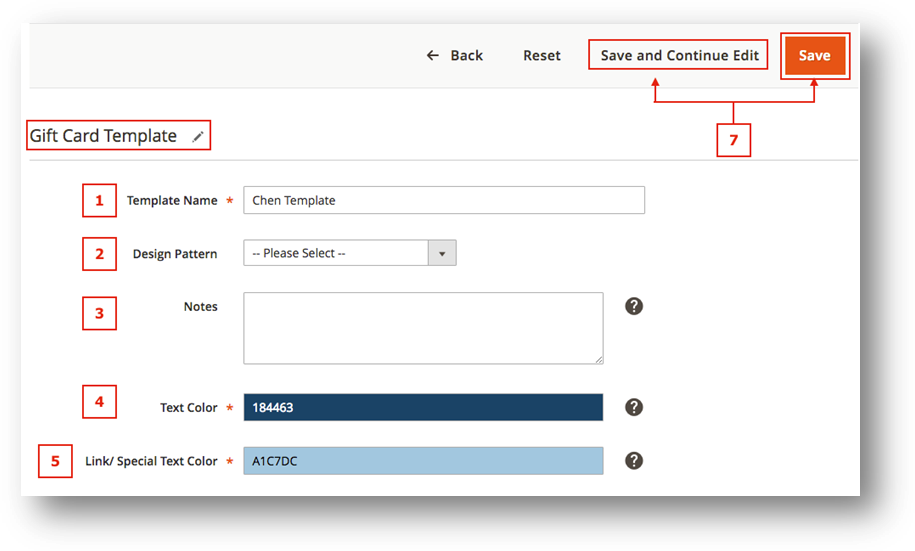 ← Back Reset Save and Continue Edit Save
7
Gift Card Template
1 Template Name * Chen Template
2 Design Pattern -- Please Select --
3 Notes ?
4 Text Color * 184463 ?
5 Link/ Special Text Color * A1C7DC ?